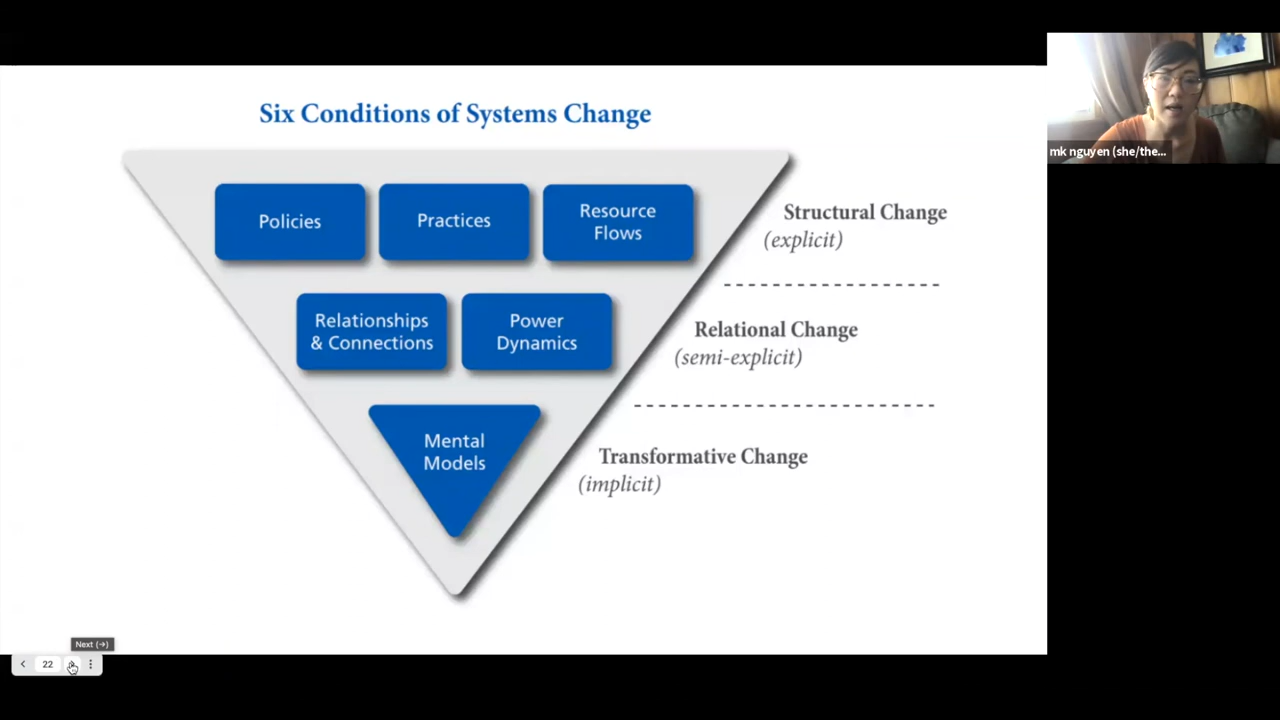 Six Conditions of Systems Change
Policies
Practices
Resource
Flows
Structural Change
(explicit)
Relationships
& Connections
Power
Dynamics
Relational Change
(semi-explicit)
Mental
Models
Transformative Change
(implicit)
mk nguyen (she/the...
Next (→)
22